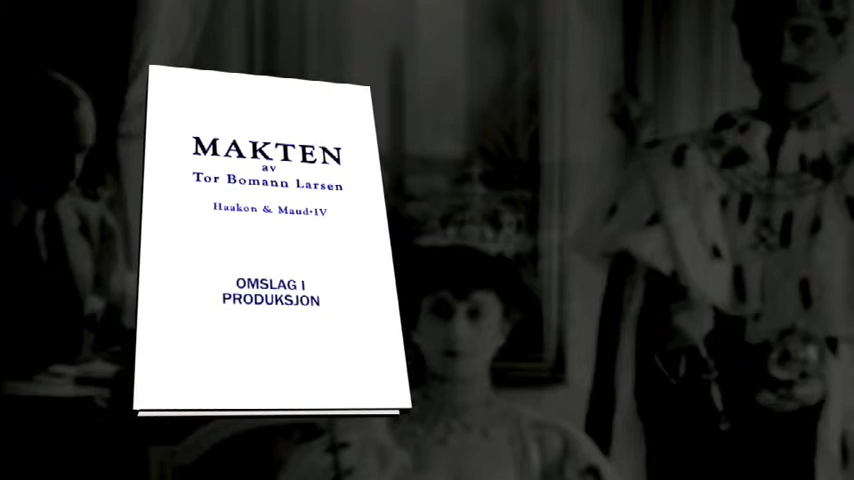 MAKTEN
av
Tor Bomann Larsen
Haakon & Maud•IV
OMSLAG I
PRODUKSJON